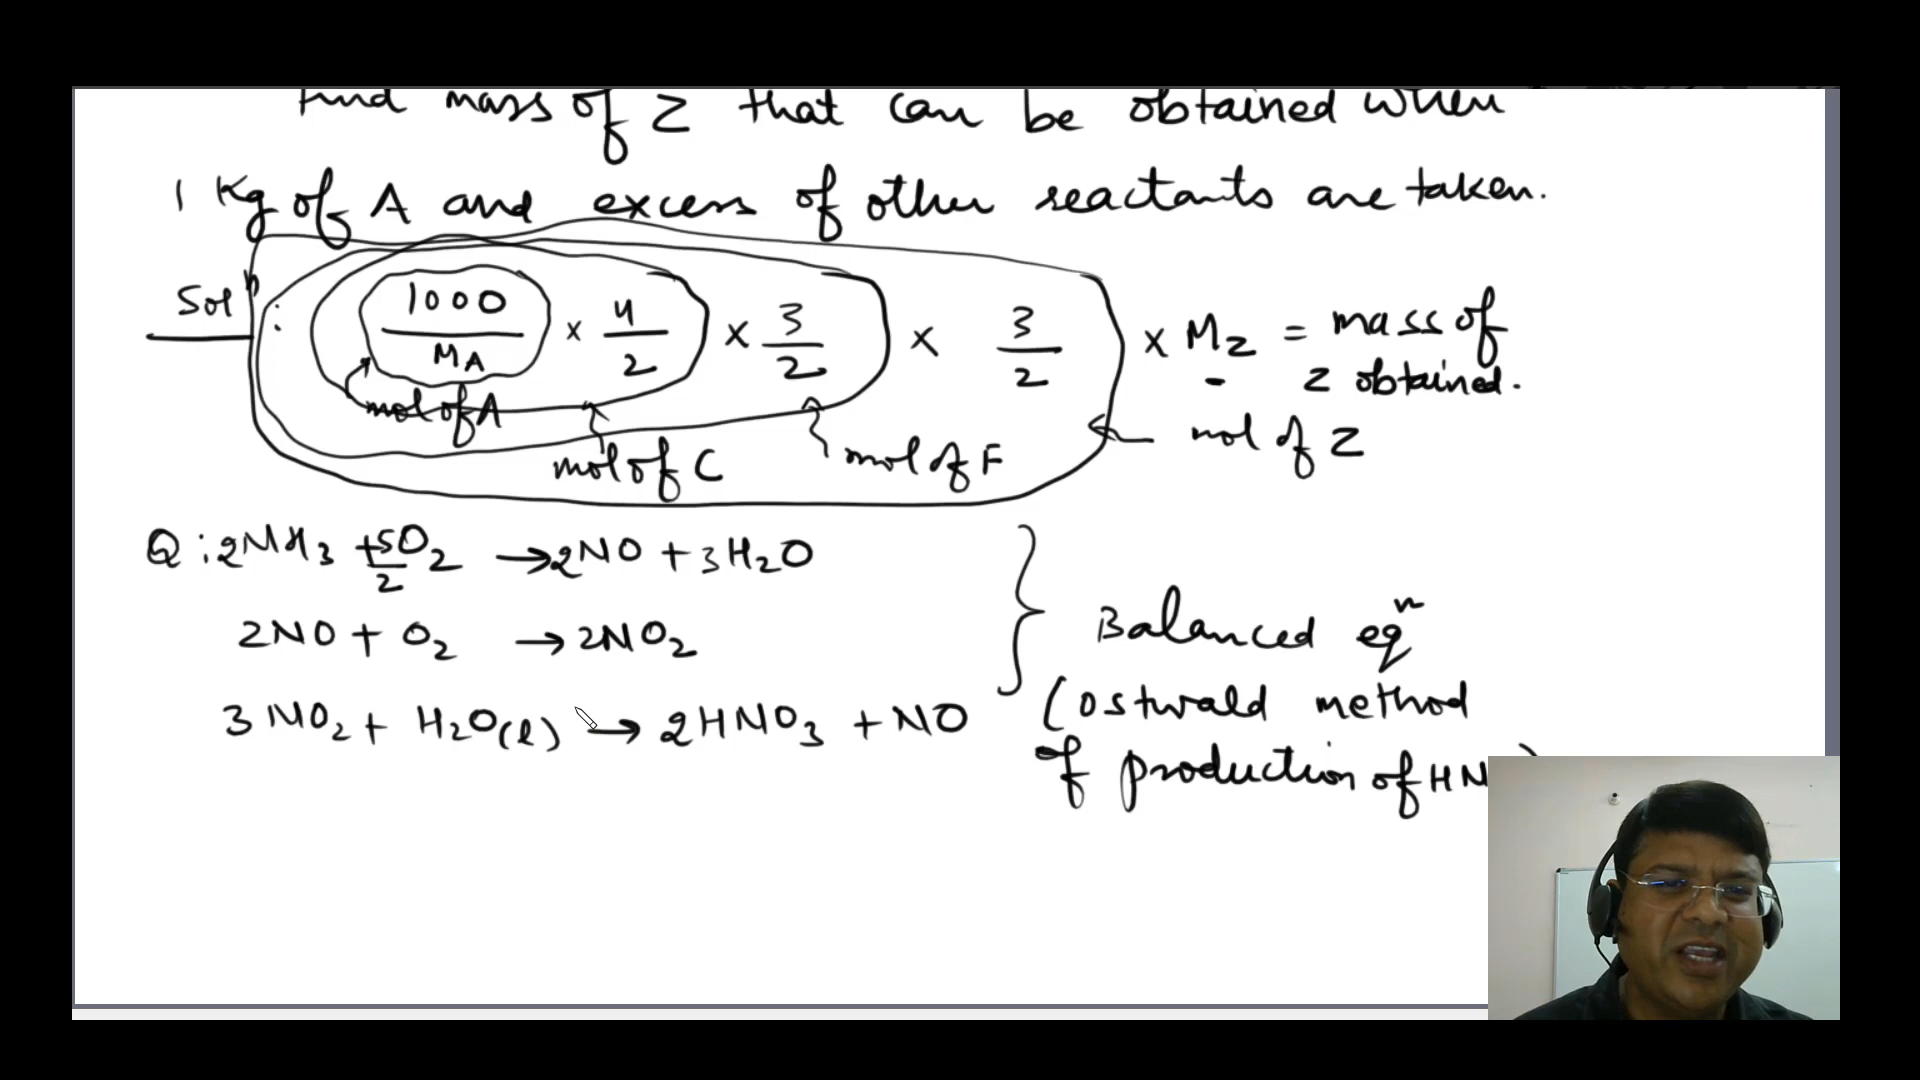 find mass of Z that can be obtained when
1 Kg of A and excess of other reactants are taken.
Solⁿ : 1000/M_A × 4/2 × 3/2 × 3/2 × M_Z = mass of Z obtained.
mol of A
mol of C
mol of F
mol of Z
Q : 2NH₃ + 5/2 O₂ → 2NO + 3H₂O
2NO + O₂ → 2NO₂
3NO₂ + H₂O(l) → 2HNO₃ + NO
} Balanced eqⁿ
(Ostwald method
of production of HN